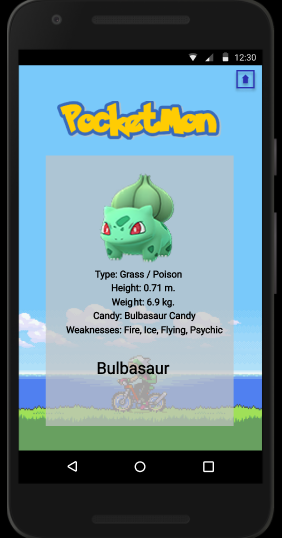 12:30
PocketMon
Type: Grass / Poison
Height: 0.71 m.
Weight: 6.9 kg.
Candy: Bulbasaur Candy
Weaknesses: Fire, Ice, Flying, Psychic
Bulbasaur